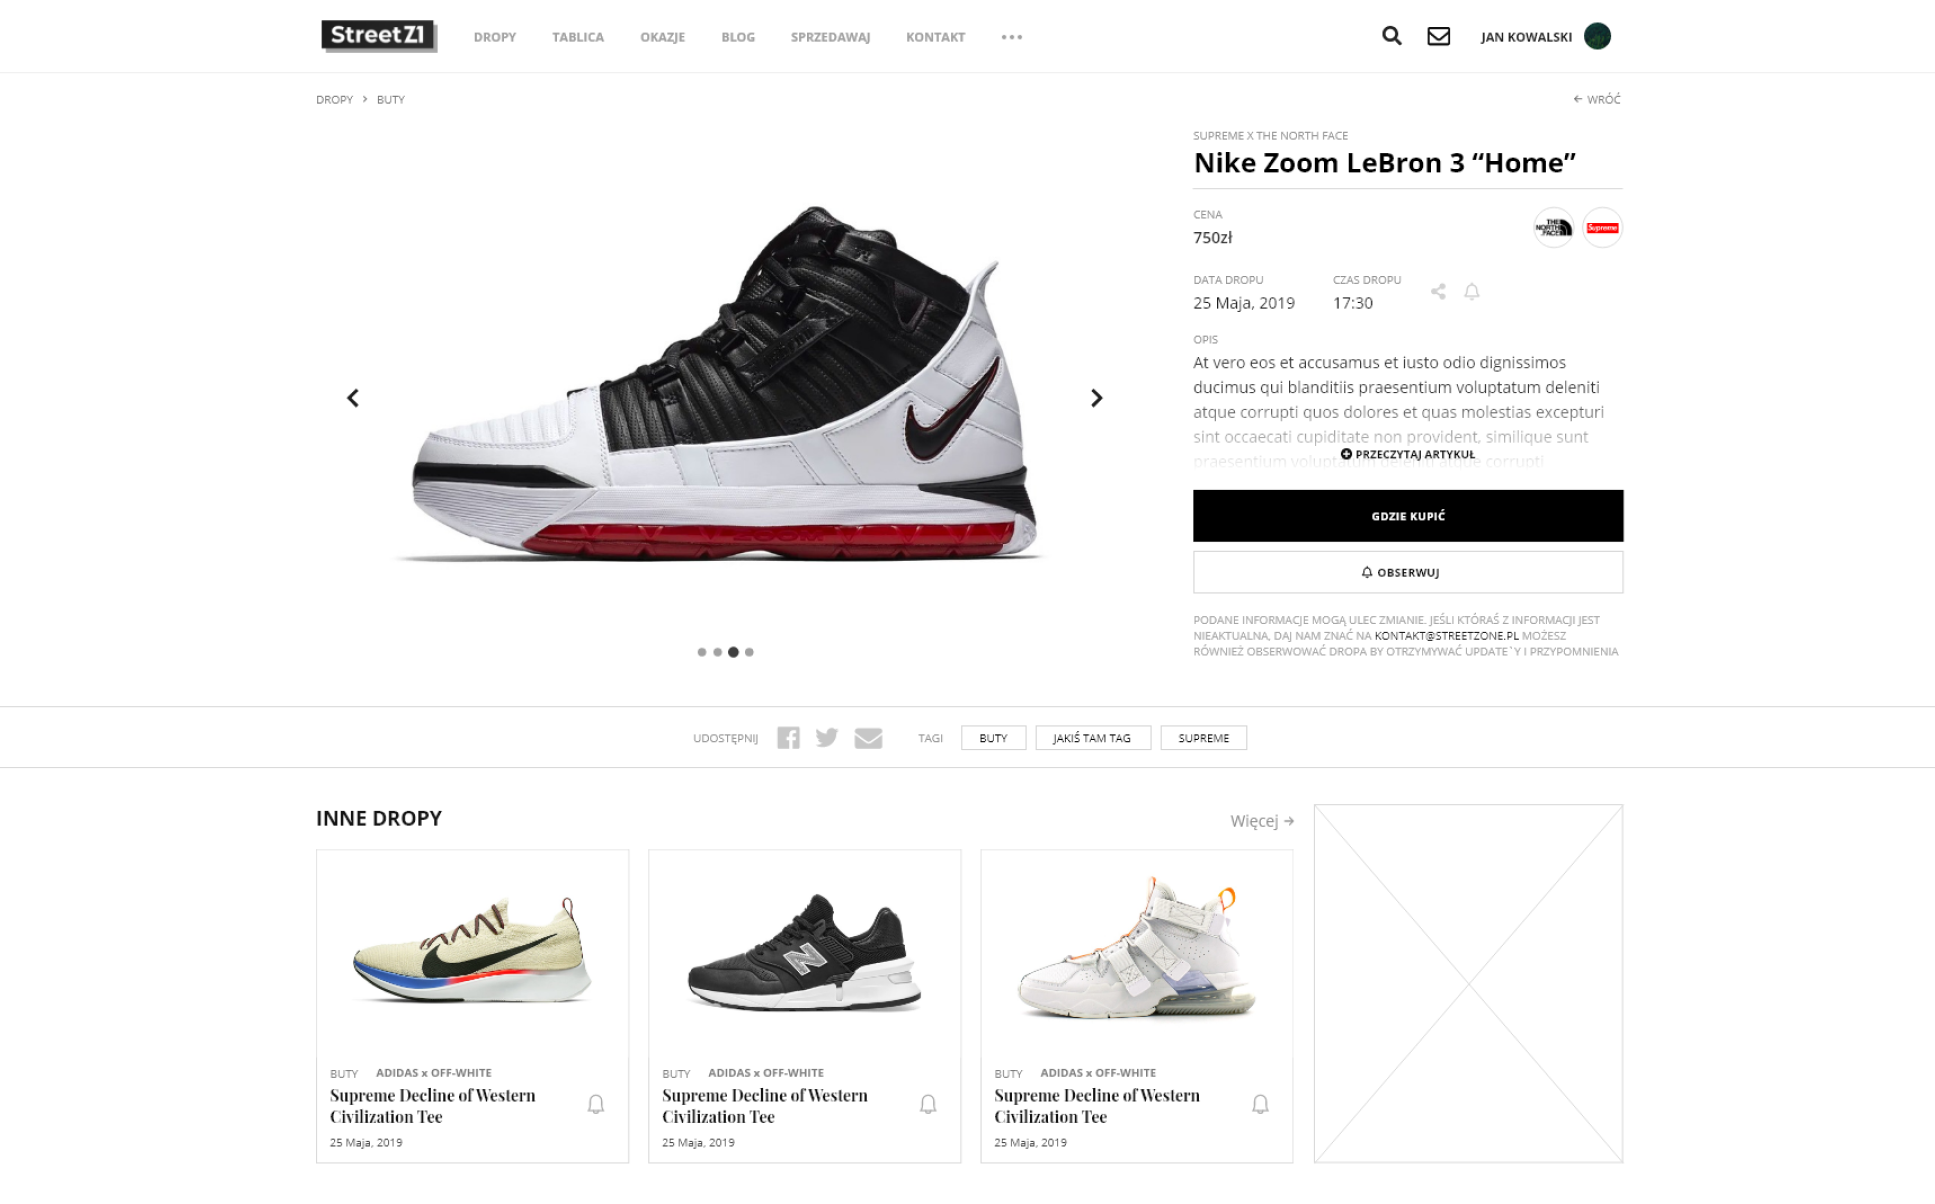 StreetZ1
DROPY
TABLICA
OKAZJE
BLOG
SPRZEDAWAJ
KONTAKT
JAN KOWALSKI
DROPY > BUTY
← WRÓĆ
SUPREME X THE NORTH FACE
Nike Zoom LeBron 3 “Home”
CENA
750zł
THE
NORTH
FACE
Supreme
DATA DROPU
25 Maja, 2019
CZAS DROPU
17:30
OPIS
At vero eos et accusamus et iusto odio dignissimos
ducimus qui blanditiis praesentium voluptatum deleniti
atque corrupti quos dolores et quas molestias excepturi
sint occaecati cupiditate non provident, similique sunt
praesentium voluptatum deleniti atque corrupti
PRZECZYTAJ ARTYKUŁ
GDZIE KUPIĆ
OBSERWUJ
PODANE INFORMACJE MOGĄ ULEC ZMIANIE. JEŚLI KTÓRAŚ Z INFORMACJI JEST
NIEAKTUALNA, DAJ NAM ZNAĆ NA KONTAKT@STREETZONE.PL MOŻESZ
RÓWNIEŻ OBSERWOWAĆ DROPA BY OTRZYMYWAĆ UPDATE`Y I PRZYPOMNIENIA
ZOOM
UDOSTĘPNIJ
TAGI
BUTY
JAKIŚ TAM TAG
SUPREME
INNE DROPY
Więcej →
N
BUTY ADIDAS x OFF-WHITE
Supreme Decline of Western
Civilization Tee
25 Maja, 2019
BUTY ADIDAS x OFF-WHITE
Supreme Decline of Western
Civilization Tee
25 Maja, 2019
BUTY ADIDAS x OFF-WHITE
Supreme Decline of Western
Civilization Tee
25 Maja, 2019